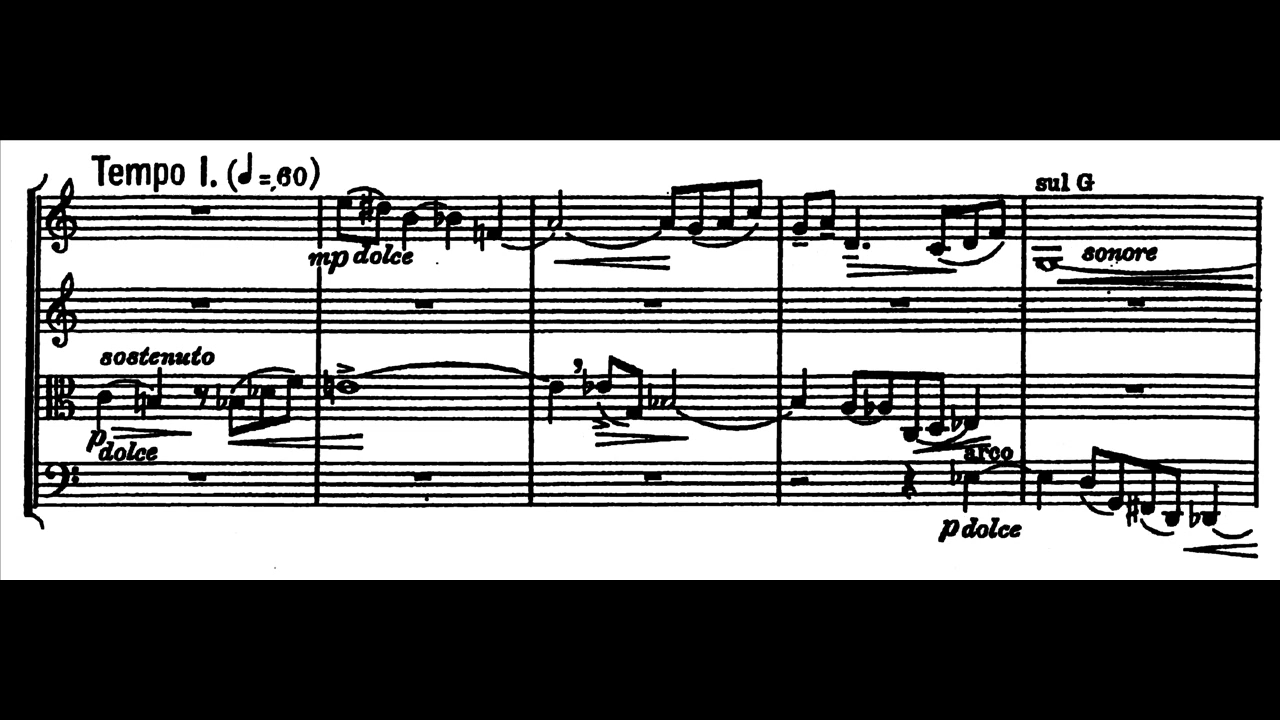 Tempo I. (♩=60)
sul G
mp dolce
sonore
sostenuto
p dolce
arco
p dolce